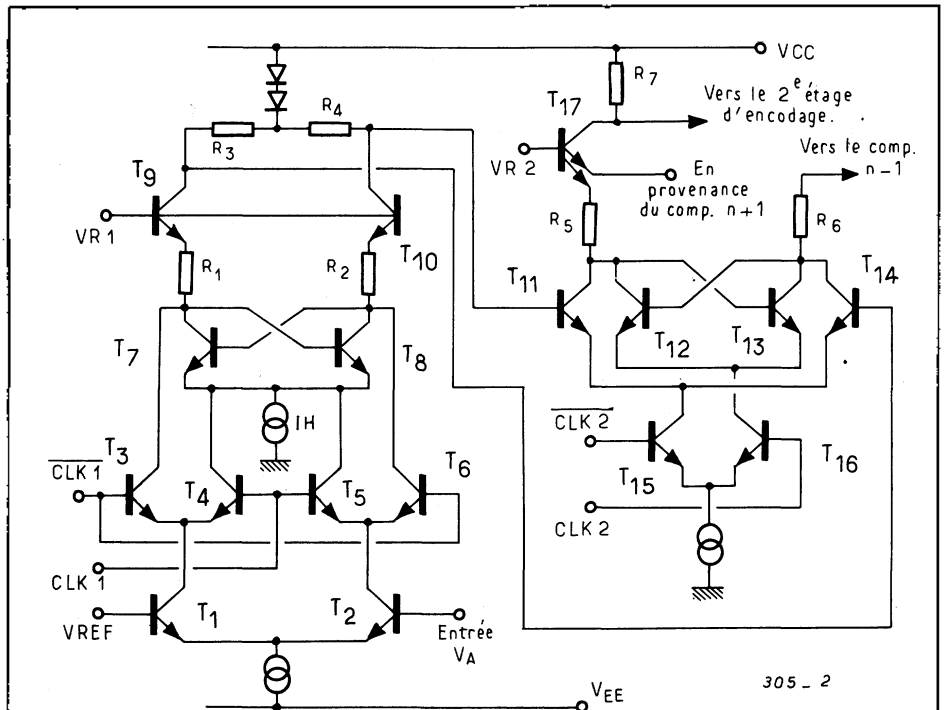 VCC
R7
Vers le 2e étage
d'encodage.
T17
R4
R3
VR 2
Vers le comp.
n-1
En
provenance
du comp. n+1
T9
VR 1
T10
R5
R6
R1
R2
T11
T14
T7
T8
T12
T13
IH
CLK 2
T3
T6
CLK 1
T4
T5
T15
T16
CLK 2
CLK 1
T1
T2
VREF
Entrée
VA
VEE
305_2